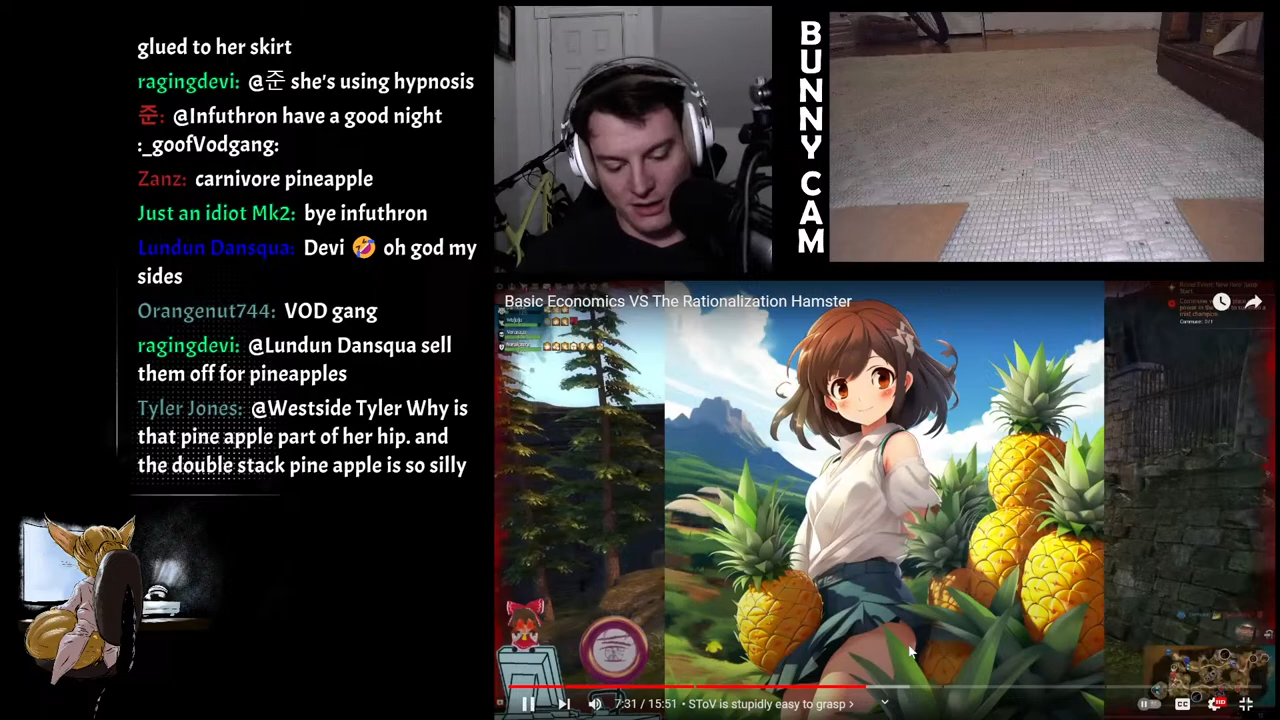 glued to her skirt
ragingdevi: @준 she's using hypnosis
준: @Infuthron have a good night
:_goofVodgang:
Zanz: carnivore pineapple
Just an idiot Mk2: bye infuthron
Lundun Dansqua: Devi 🤣 oh god my
sides
Orangenut744: VOD gang
ragingdevi: @Lundun Dansqua sell
them off for pineapples
Tyler Jones: @Westside Tyler Why is
that pine apple part of her hip. and
the double stack pine apple is so silly
BUNNY CAM
Basic Economics VS The Rationalization Hamster
7:31 / 15:51 • SToV is stupidly easy to grasp ›
CC
HD